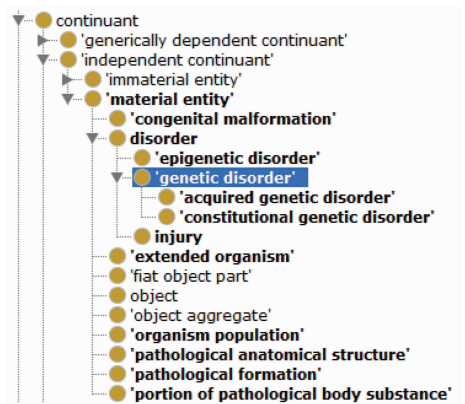 continuant
'generically dependent continuant'
'independent continuant'
'immaterial entity'
'material entity'
'congenital malformation'
disorder
'epigenetic disorder'
'genetic disorder'
'acquired genetic disorder'
'constitutional genetic disorder'
injury
'extended organism'
'fiat object part'
object
'object aggregate'
'organism population'
'pathological anatomical structure'
'pathological formation'
'portion of pathological body substance'